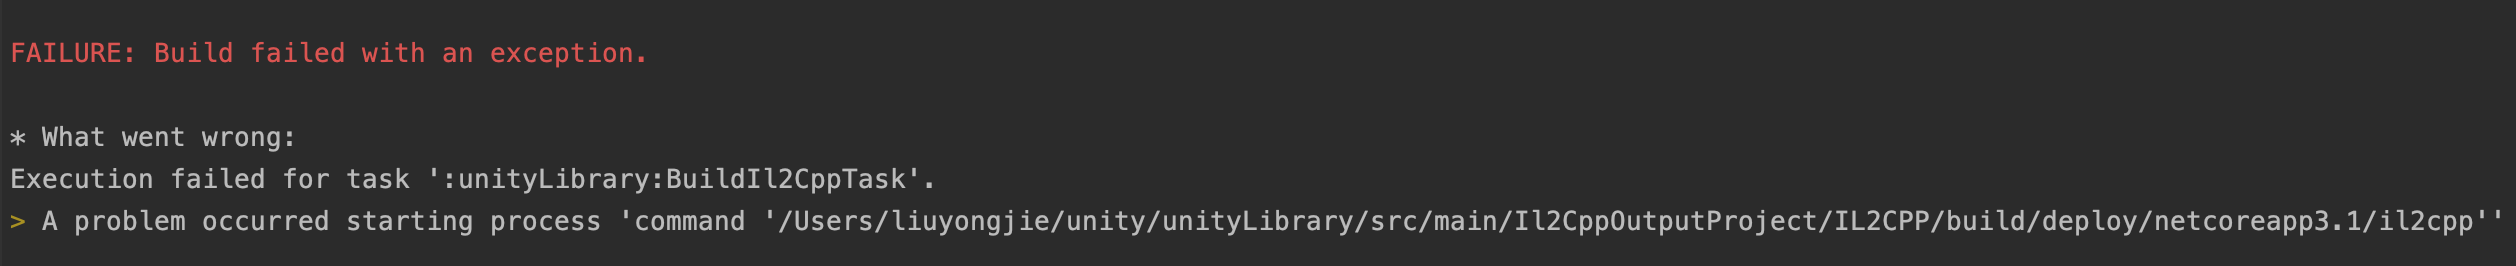 FAILURE: Build failed with an exception.
* What went wrong:
Execution failed for task ':unityLibrary:BuildIl2CppTask'.
> A problem occurred starting process 'command '/Users/liuyongjie/unity/unityLibrary/src/main/Il2CppOutputProject/IL2CPP/build/deploy/netcoreapp3.1/il2cpp''